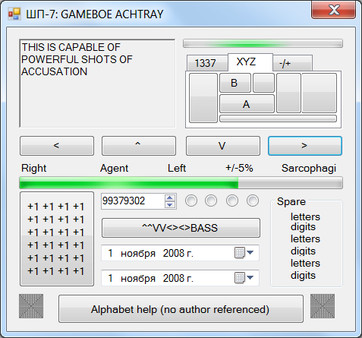 ШП-7: GAMEBOE ACHTRAY
THIS IS CAPABLE OF
POWERFUL SHOTS OF
ACCUSATION
1337 XYZ -/+
B
A
< ^ V >
Right Agent Left +/-5% Sarcophagi
+1 +1 +1 +1
+1 +1 +1 +1
+1 +1 +1 +1
+1 +1 +1 +1
+1 +1 +1 +1
+1 +1 +1 +1
99379302
^^VV<><>BASS
1 ноября 2008 г.
1 ноября 2008 г.
Spare
letters
digits
letters
digits
letters
digits
Alphabet help (no author referenced)